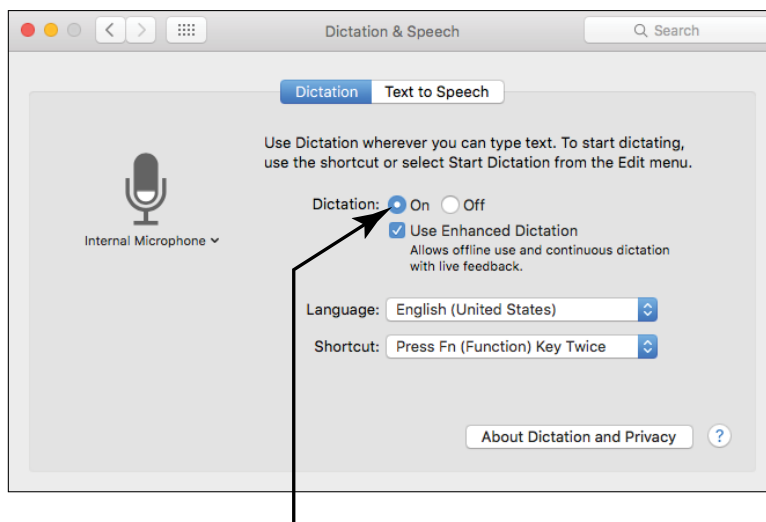 Dictation & Speech
Search
Dictation
Text to Speech
Use Dictation wherever you can type text. To start dictating,
use the shortcut or select Start Dictation from the Edit menu.
Dictation: On Off
Use Enhanced Dictation
Allows offline use and continuous dictation
with live feedback.
Internal Microphone
Language: English (United States)
Shortcut: Press Fn (Function) Key Twice
About Dictation and Privacy ?